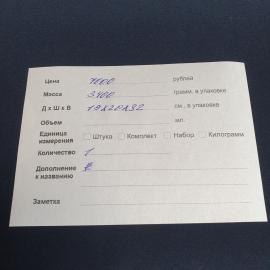 Цена 7000 рублей
Масса 3400 грамм, в упаковке
Д х Ш х В 19х20х32 см., в упаковке
Объем мл.
Единица измерения Штука Комплект Набор Килограмм
Количество 1
Дополнение к названию
Заметка